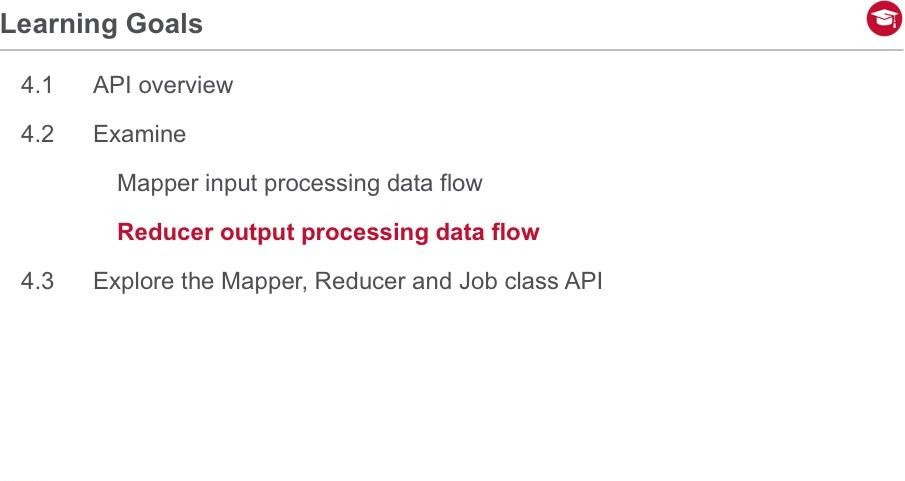 Learning Goals
4.1 API overview
4.2 Examine
Mapper input processing data flow
Reducer output processing data flow
4.3 Explore the Mapper, Reducer and Job class API